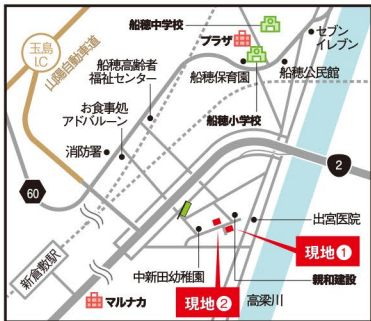 船穂中学校
プラザ
セブン
イレブン
玉島
I.C
山陽自動車道
船穂高齢者
福祉センター
船穂保育園
船穂公民館
お食事処
アドバルーン
船穂小学校
消防署
2
60
出宮医院
現地①
新倉敷駅
中新田幼稚園
親和建設
マルナカ
現地②
高梁川